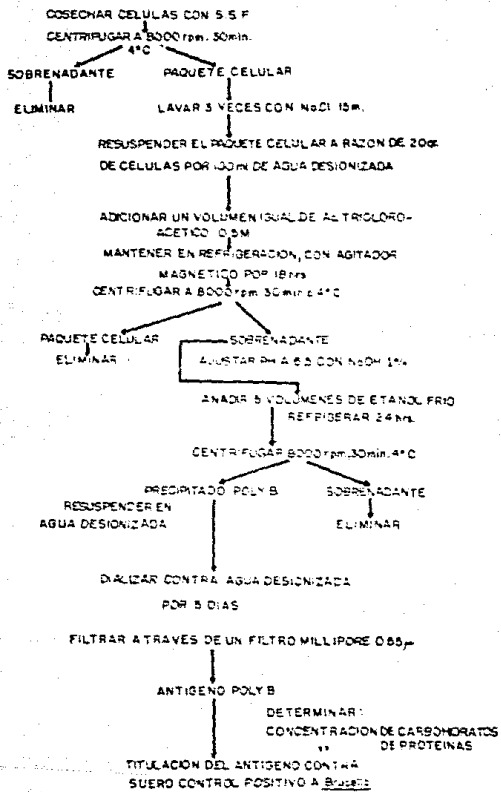 COSECHAR CELULAS CON S.S.F
CENTRIFUGAR A 8000 rpm. 30min.
4°C
SOBRENADANTE PAQUETE CELULAR
ELIMINAR LAVAR 3 VECES CON NaCl
RESUSPENDER EL PAQUETE CELULAR A RAZON DE 20
DE CELULAS POR 100ml DE AGUA DESIONIZADA
ADICIONAR UN VOLUMEN IGUAL DE TRICLORO-
ACETICO 0.5M
MANTENER EN REFRIGERACION, CON AGITADOR
MAGNETICO POR 18 hrs
CENTRIFUGAR A 8000 rpm. 30min 4°C
PAQUETE CELULAR SOBRENADANTE
ELIMINAR AJUSTAR PH A 6.5 CON NaOH
AÑADIR 5 VOLUMENES DE ETANOL FRIO
REFRIGERAR 24 hrs.
CENTRIFUGAR 8000 rpm. 30min. 4°C
PRECIPITADO POLY B SOBRENADANTE
RESUSPENDER EN
AGUA DESIONIZADA ELIMINAR
DIALIZAR CONTRA AGUA DESIONIZADA
POR 5 DIAS
FILTRAR A TRAVES DE UN FILTRO MILLIPORE
ANTIGENO POLY B
DETERMINAR:
CONCENTRACION DE CARBOHIDRATOS
" DE PROTEINAS
TITULACION DEL ANTIGENO CONTRA
SUERO CONTROL POSITIVO A Brucella